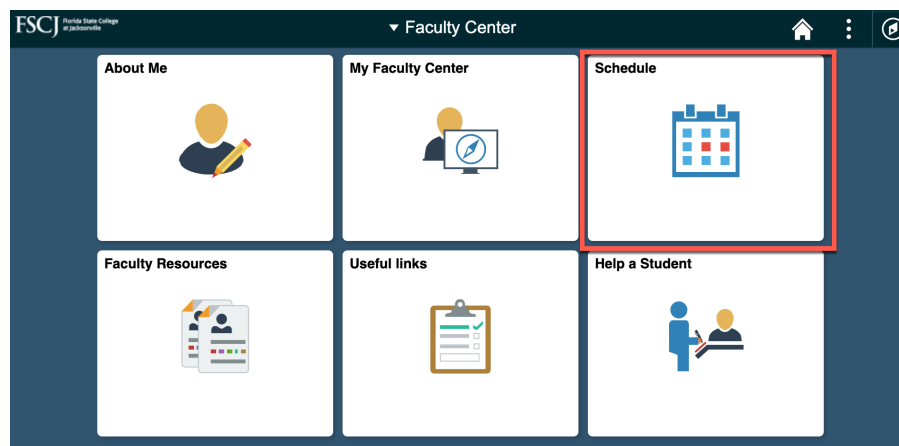 FSCJ Florida State College
at Jacksonville
Faculty Center
About Me
My Faculty Center
Schedule
Faculty Resources
Useful links
Help a Student